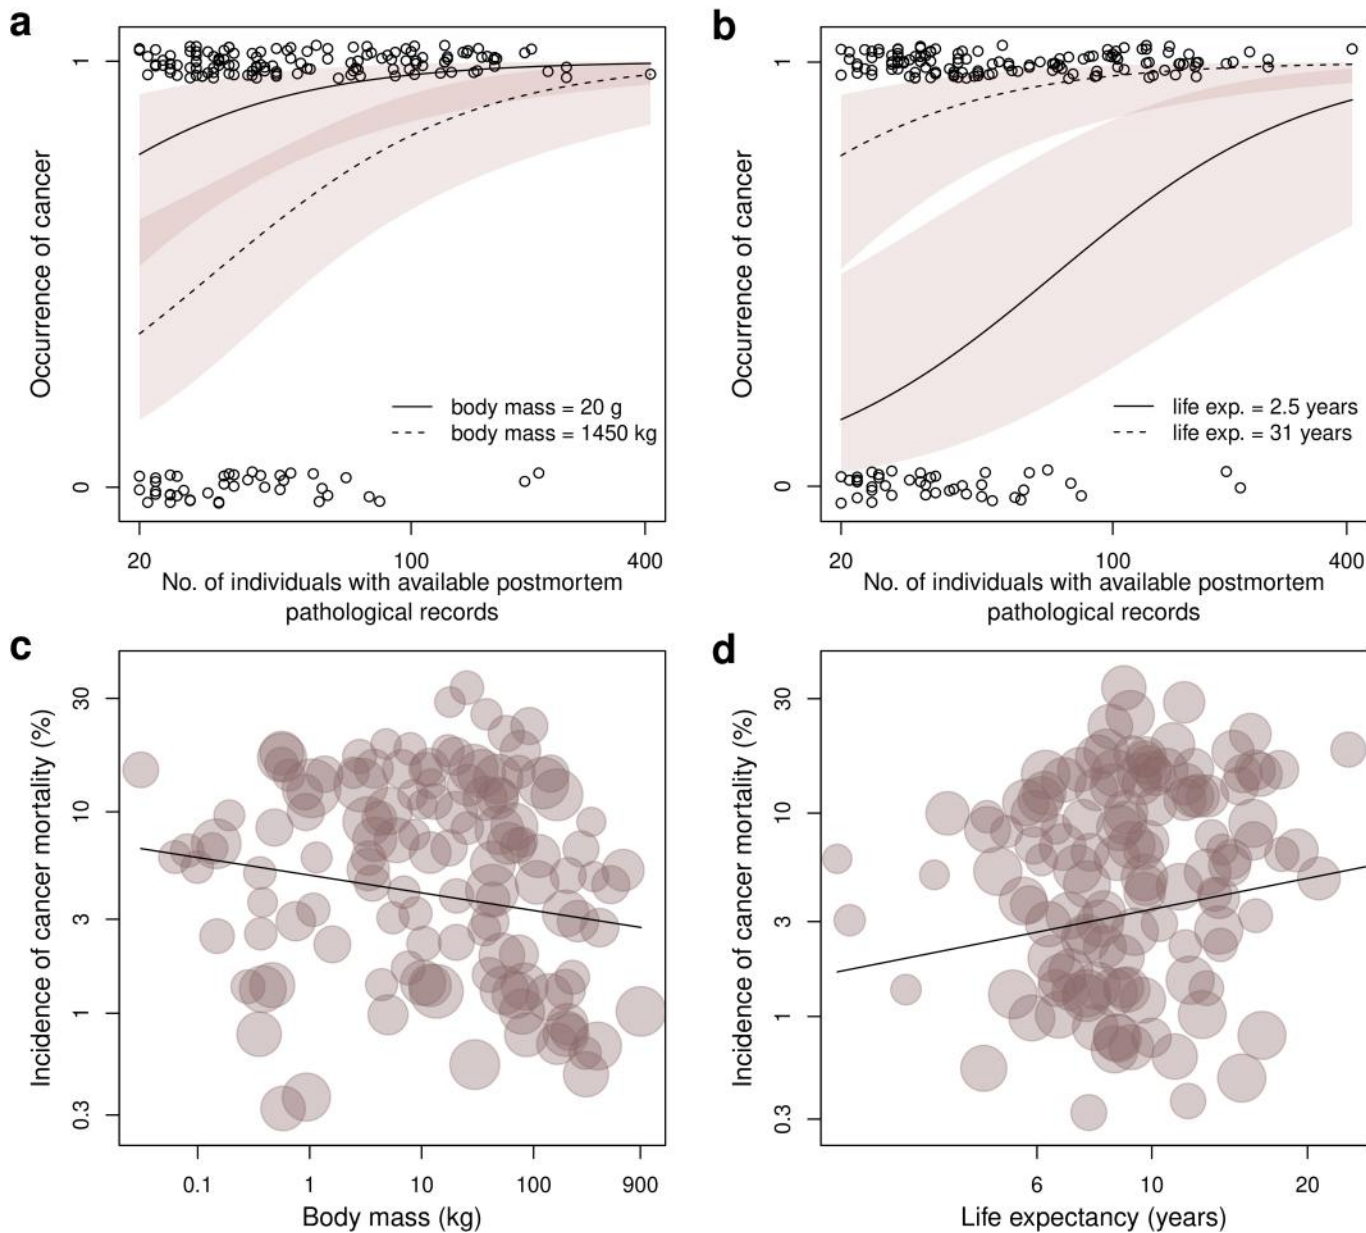 a
1
0
Occurrence of cancer
body mass = 20 g
body mass = 1450 kg
20 100 400
No. of individuals with available postmortem
pathological records
b
1
0
Occurrence of cancer
life exp. = 2.5 years
life exp. = 31 years
20 100 400
No. of individuals with available postmortem
pathological records
c
30
10
3
1
0.3
Incidence of cancer mortality (%)
0.1 1 10 100 900
Body mass (kg)
d
30
10
3
1
0.3
Incidence of cancer mortality (%)
6 10 20
Life expectancy (years)